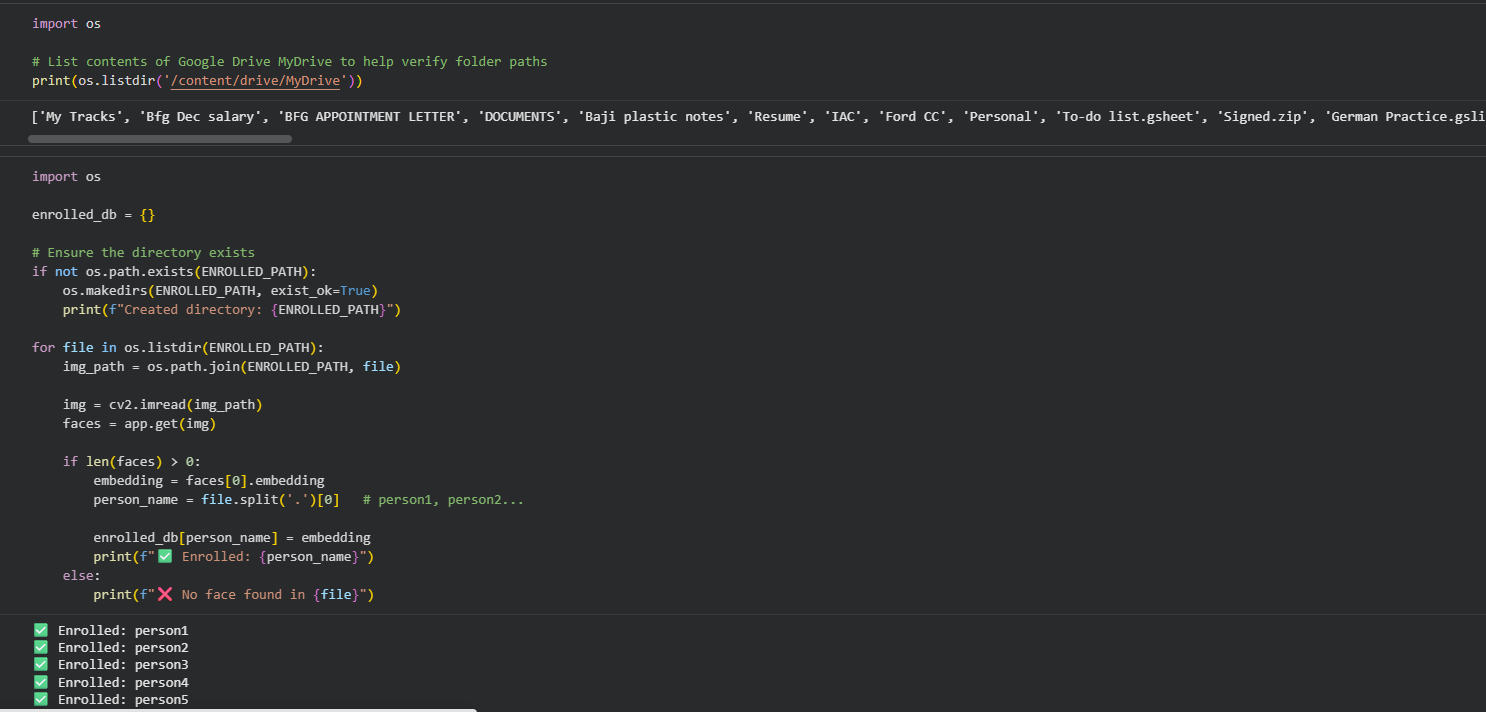 import os
# List contents of Google Drive MyDrive to help verify folder paths
print(os.listdir('/content/drive/MyDrive'))
['My Tracks', 'Bfg Dec salary', 'BFG APPOINTMENT LETTER', 'DOCUMENTS', 'Baji plastic notes', 'Resume', 'IAC', 'Ford CC', 'Personal', 'To-do list.gsheet', 'Signed.zip', 'German Practice.gsli
import os
enrolled_db = {}
# Ensure the directory exists
if not os.path.exists(ENROLLED_PATH):
    os.makedirs(ENROLLED_PATH, exist_ok=True)
    print(f"Created directory: {ENROLLED_PATH}")
for file in os.listdir(ENROLLED_PATH):
    img_path = os.path.join(ENROLLED_PATH, file)
    img = cv2.imread(img_path)
    faces = app.get(img)
    if len(faces) > 0:
        embedding = faces[0].embedding
        person_name = file.split('.')[0]   # person1, person2...
        enrolled_db[person_name] = embedding
        print(f"✅ Enrolled: {person_name}")
    else:
        print(f"❌ No face found in {file}")
✅ Enrolled: person1
✅ Enrolled: person2
✅ Enrolled: person3
✅ Enrolled: person4
✅ Enrolled: person5